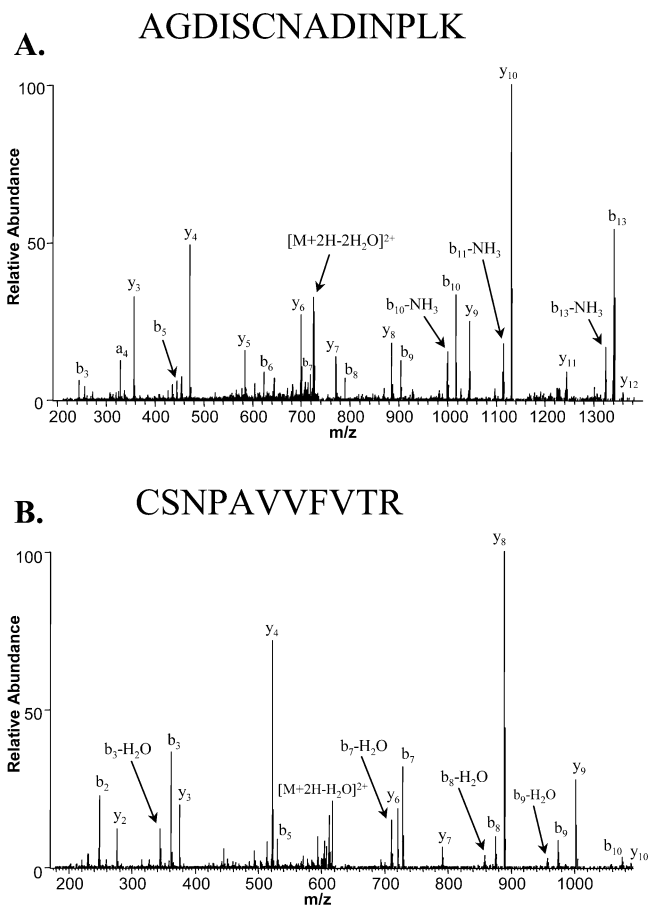 A.
AGDISCNADINPLK
Relative Abundance
100
50
0
b3
a4
y3
b5
y4
y5
b6
y6
b7
[M+2H-2H2O]2+
y7
b8
y8
b9
b10-NH3
b10
y9
b11-NH3
y10
y11
b13-NH3
b13
y12
200 300 400 500 600 700 800 900 1000 1100 1200 1300
m/z
B.
CSNPAVVFVTR
Relative Abundance
100
50
0
b2
y2
b3-H2O
b3
y3
y4
b5
[M+2H-H2O]2+
b7-H2O
y6
b7
y7
b8-H2O
b8
y8
b9-H2O
b9
y9
b10
y10
200 300 400 500 600 700 800 900 1000
m/z